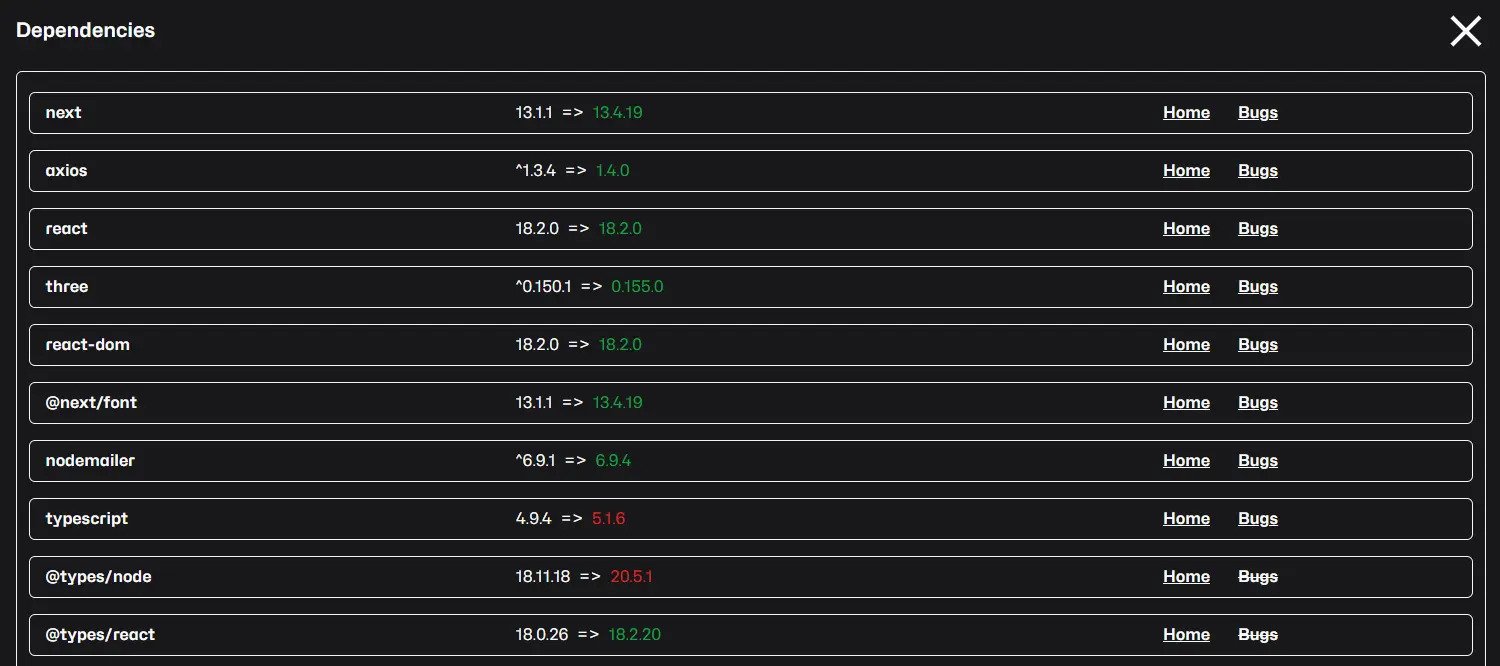 Dependencies
next 13.1.1 => 13.4.19 Home Bugs
axios ^1.3.4 => 1.4.0 Home Bugs
react 18.2.0 => 18.2.0 Home Bugs
three ^0.150.1 => 0.155.0 Home Bugs
react-dom 18.2.0 => 18.2.0 Home Bugs
@next/font 13.1.1 => 13.4.19 Home Bugs
nodemailer ^6.9.1 => 6.9.4 Home Bugs
typescript 4.9.4 => 5.1.6 Home Bugs
@types/node 18.11.18 => 20.5.1 Home Bugs
@types/react 18.0.26 => 18.2.20 Home Bugs